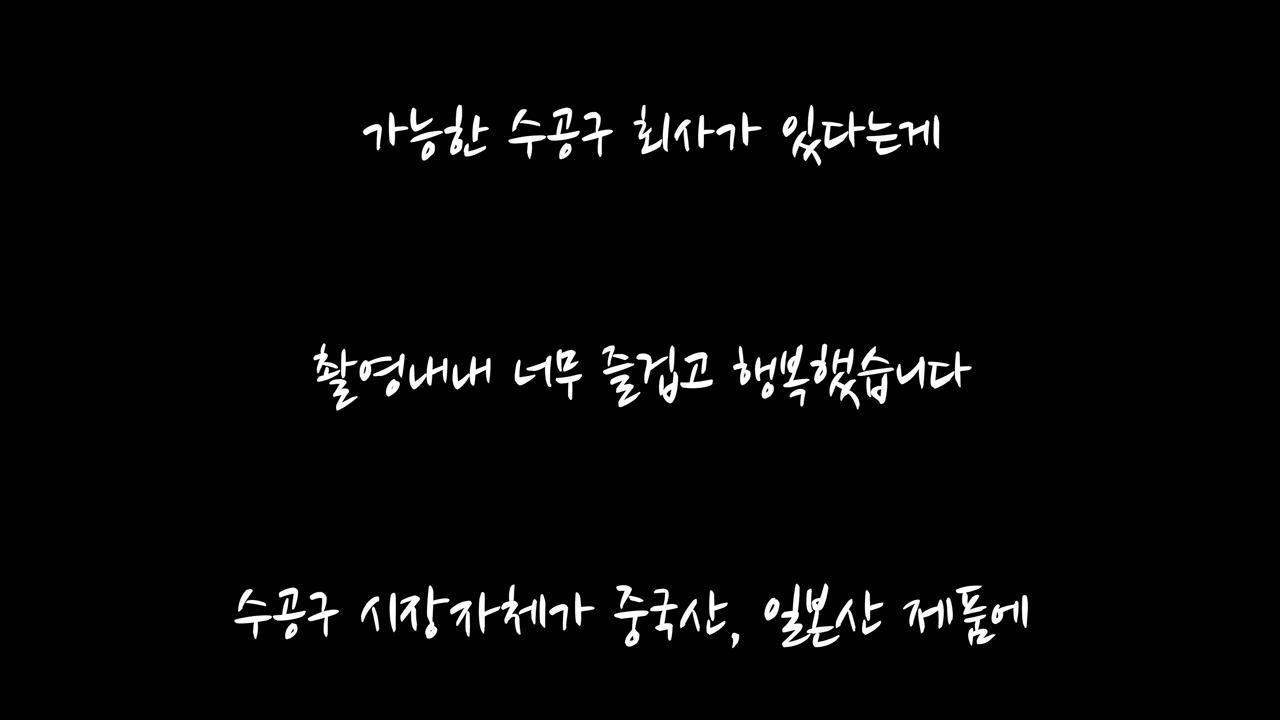 가능한 수공구 회사가 있다는게
촬영내내 너무 즐겁고 행복했습니다
수공구 시장자체가 중국산, 일본산 제품에